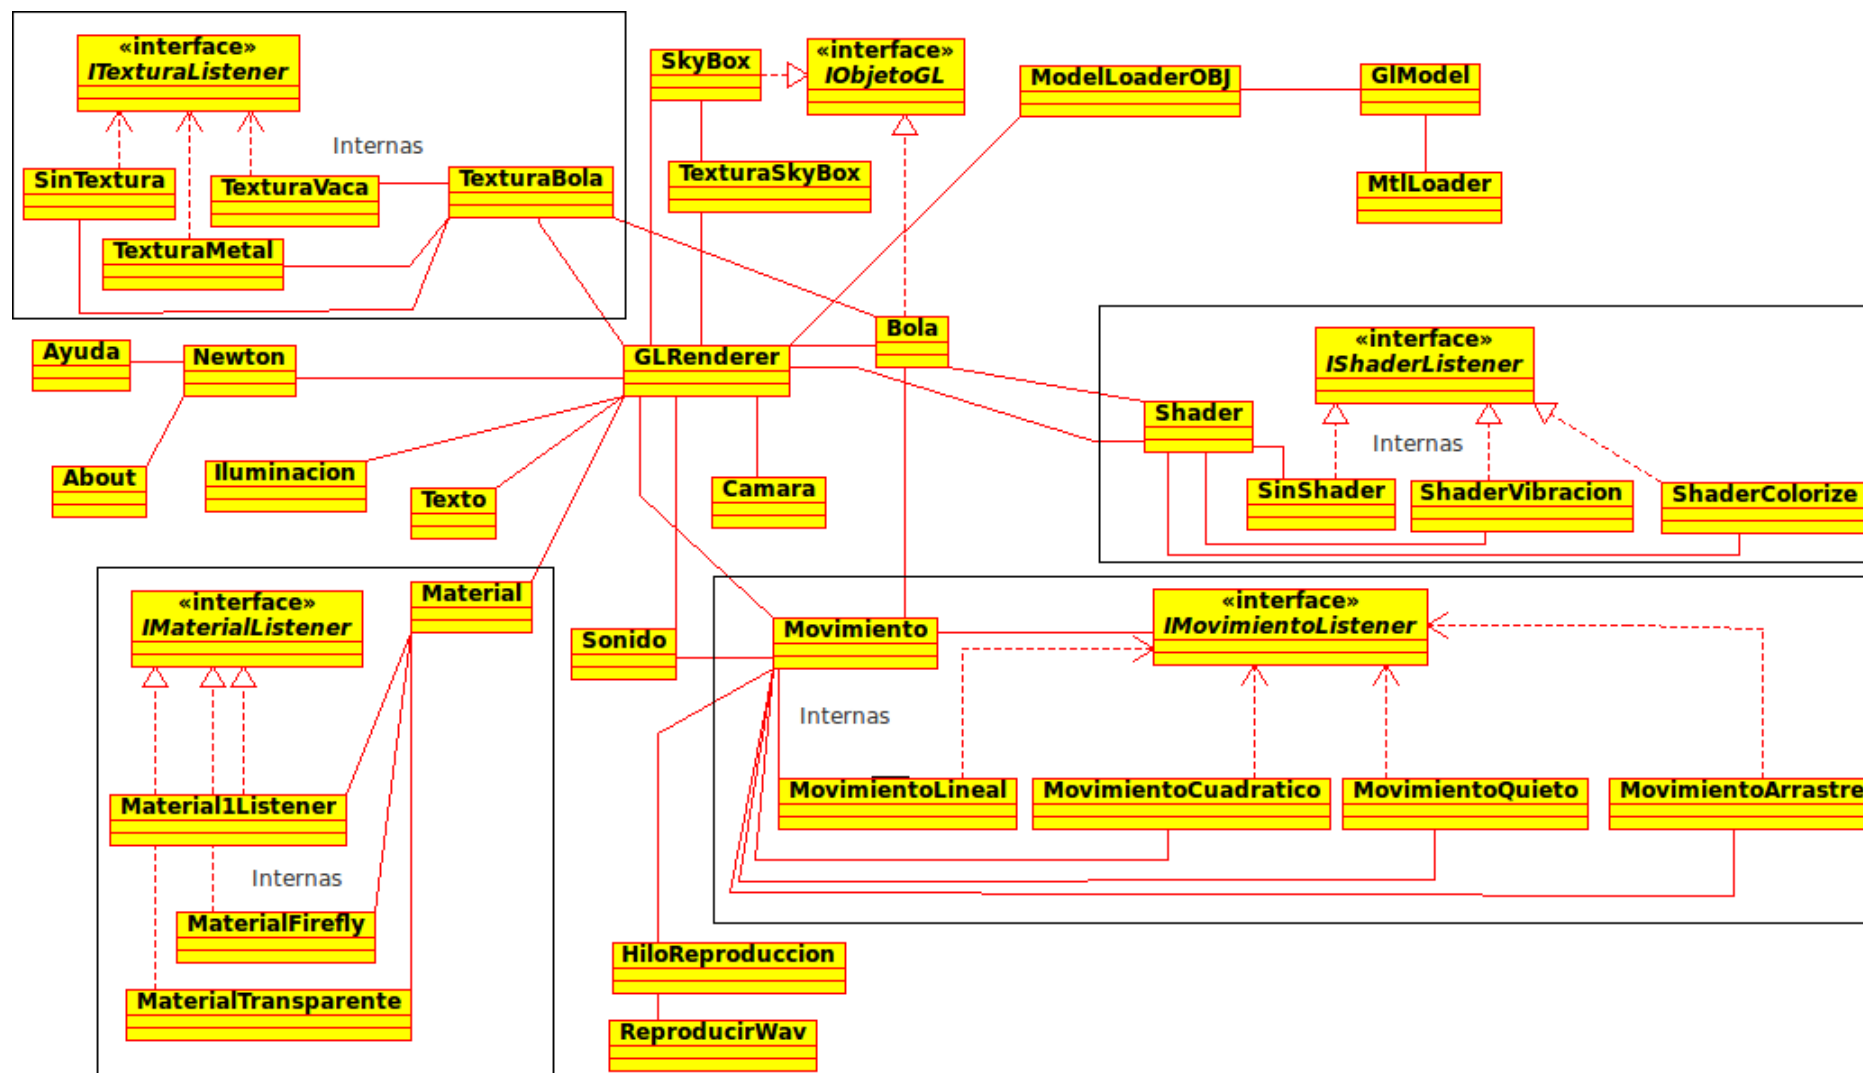 «interface»
ITexturaListener
SkyBox
«interface»
IObjetoGL
ModelLoaderOBJ
GlModel
Internas
SinTextura
TexturaVaca
TexturaBola
TexturaSkyBox
MtlLoader
TexturaMetal
Ayuda
Newton
GLRenderer
Bola
«interface»
IShaderListener
Shader
Internas
About
Iluminacion
Texto
Camara
SinShader
ShaderVibracion
ShaderColorize
«interface»
IMaterialListener
Material
Sonido
Movimiento
«interface»
IMovimientoListener
Internas
MovimientoLineal
MovimientoCuadratico
MovimientoQuieto
MovimientoArrastre
Material1Listener
Internas
MaterialFirefly
MaterialTransparente
HiloReproduccion
ReproducirWav